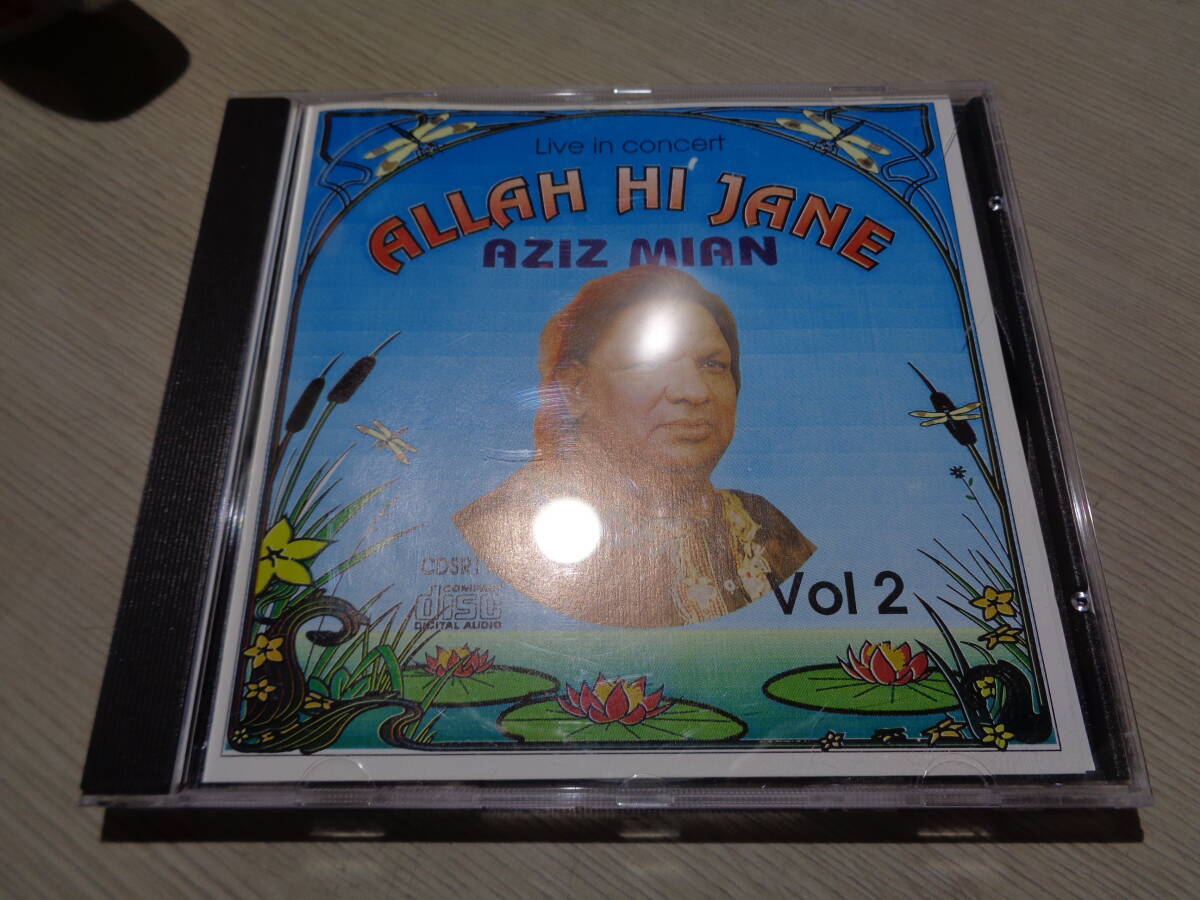 Live in concert
ALLAH HI JANE
AZIZ MIAN
Vol 2
COMPACT
disc
DIGITAL AUDIO